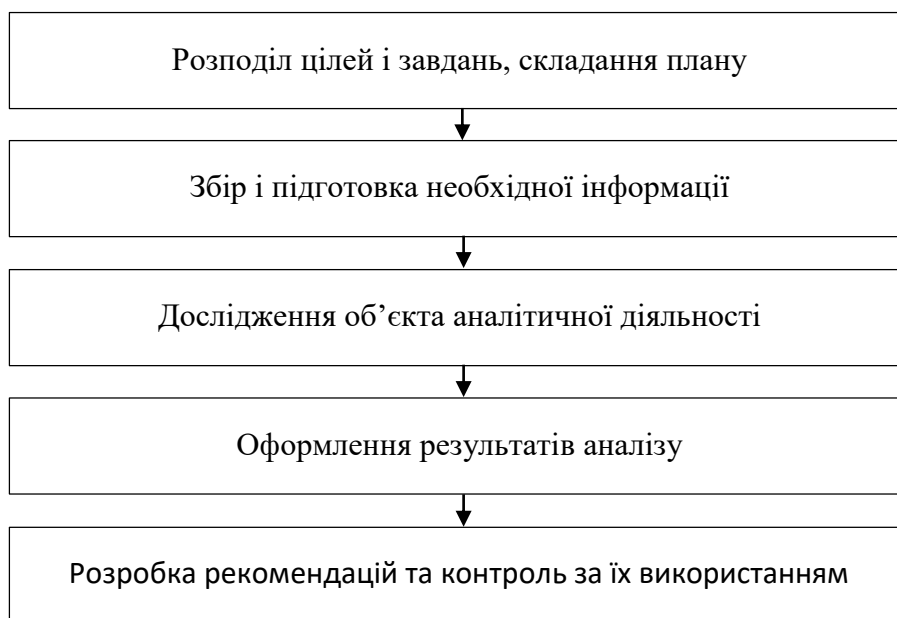 Розподіл цілей і завдань, складання плану
Збір і підготовка необхідної інформації
Дослідження об’єкта аналітичної діяльності
Оформлення результатів аналізу
Розробка рекомендацій та контроль за їх використанням